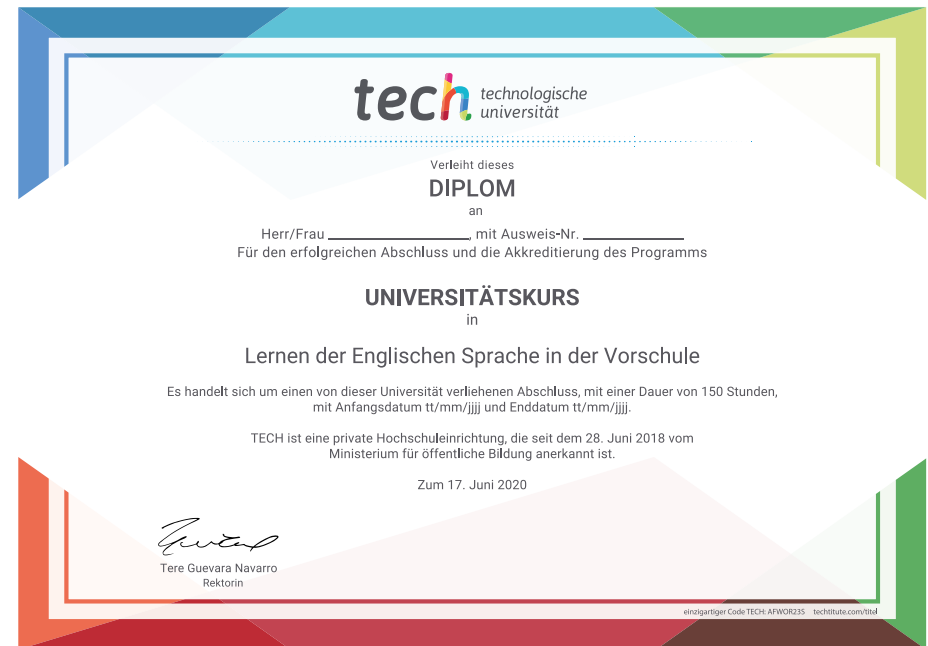 tech technologische
universität
Verleiht dieses
DIPLOM
an
Herr/Frau ____________________, mit Ausweis-Nr. ______________
Für den erfolgreichen Abschluss und die Akkreditierung des Programms
UNIVERSITÄTSKURS
in
Lernen der Englischen Sprache in der Vorschule
Es handelt sich um einen von dieser Universität verliehenen Abschluss, mit einer Dauer von 150 Stunden,
mit Anfangsdatum tt/mm/jjjj und Enddatum tt/mm/jjjj.
TECH ist eine private Hochschuleinrichtung, die seit dem 28. Juni 2018 vom
Ministerium für öffentliche Bildung anerkannt ist.
Zum 17. Juni 2020
Tere Guevara Navarro
Rektorin
einzigartiger Code TECH: AFWOR235 techtitute.com/titel